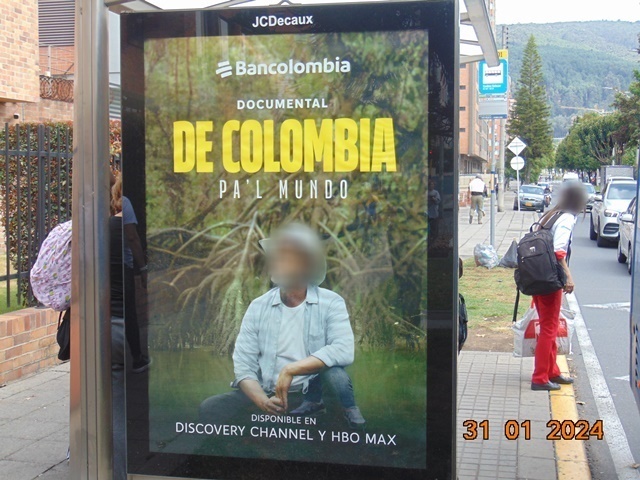 JCDecaux
Bancolombia
DOCUMENTAL
DE COLOMBIA
PA'L MUNDO
DISPONIBLE EN
DISCOVERY CHANNEL Y HBO MAX
31 01 2024